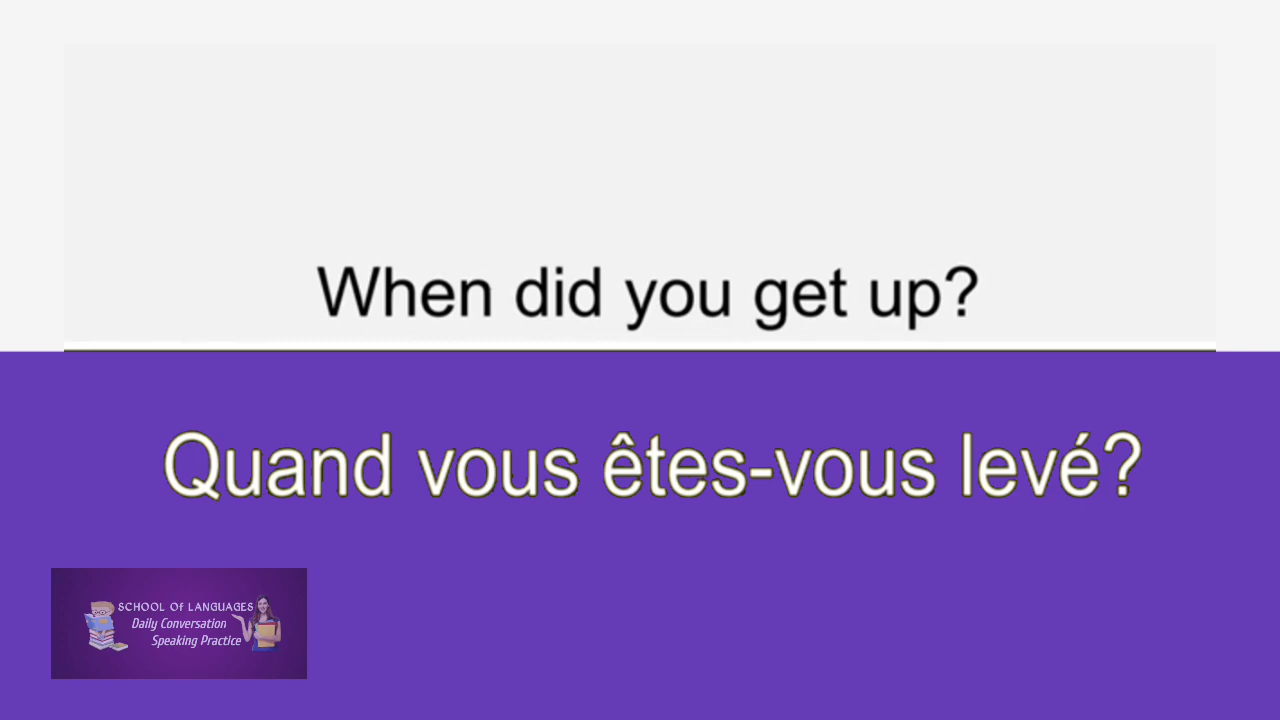 When did you get up?
Quand vous êtes-vous levé?
SCHOOL OF LANGUAGES
Daily Conversation
Speaking Practice